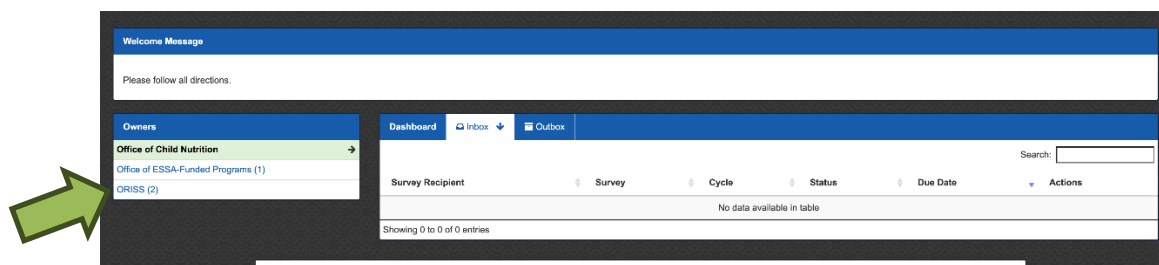 Welcome Message
Please follow all directions.
Owners
Office of Child Nutrition
Office of ESSA-Funded Programs (1)
ORISS (2)
Dashboard Inbox Outbox
Search:
Survey Recipient Survey Cycle Status Due Date Actions
No data available in table
Showing 0 to 0 of 0 entries